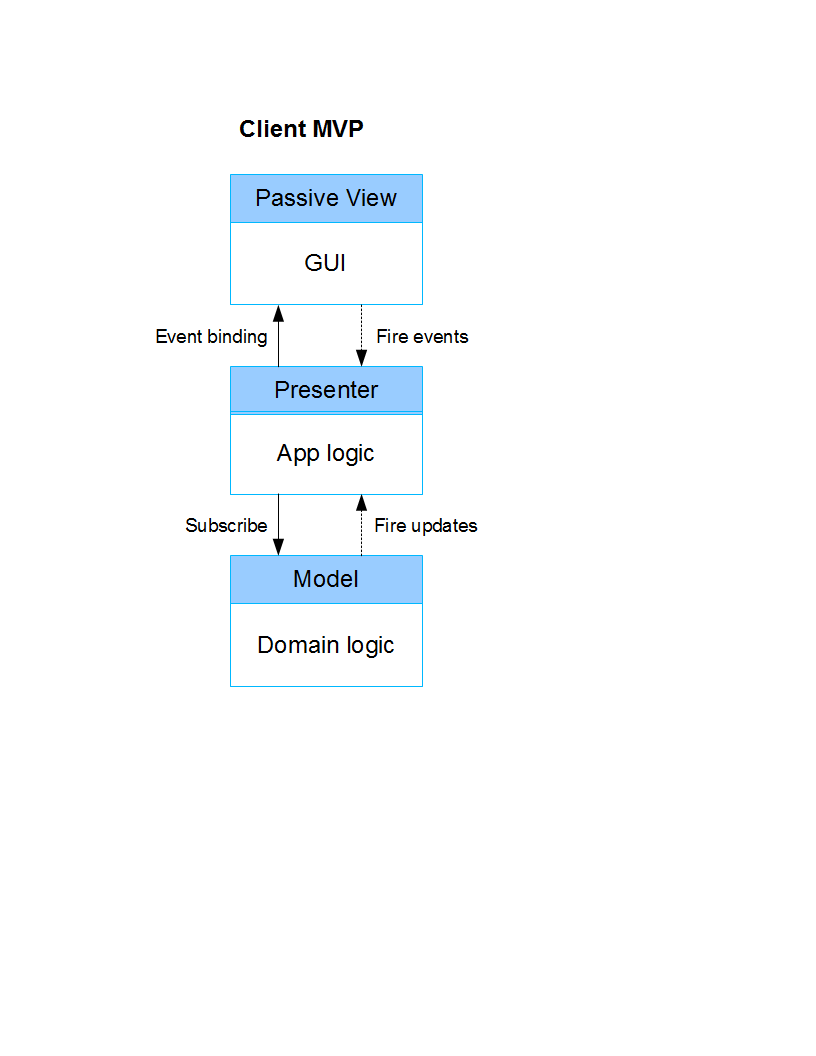 Client MVP
Passive View
GUI
Event binding
Fire events
Presenter
App logic
Subscribe
Fire updates
Model
Domain logic